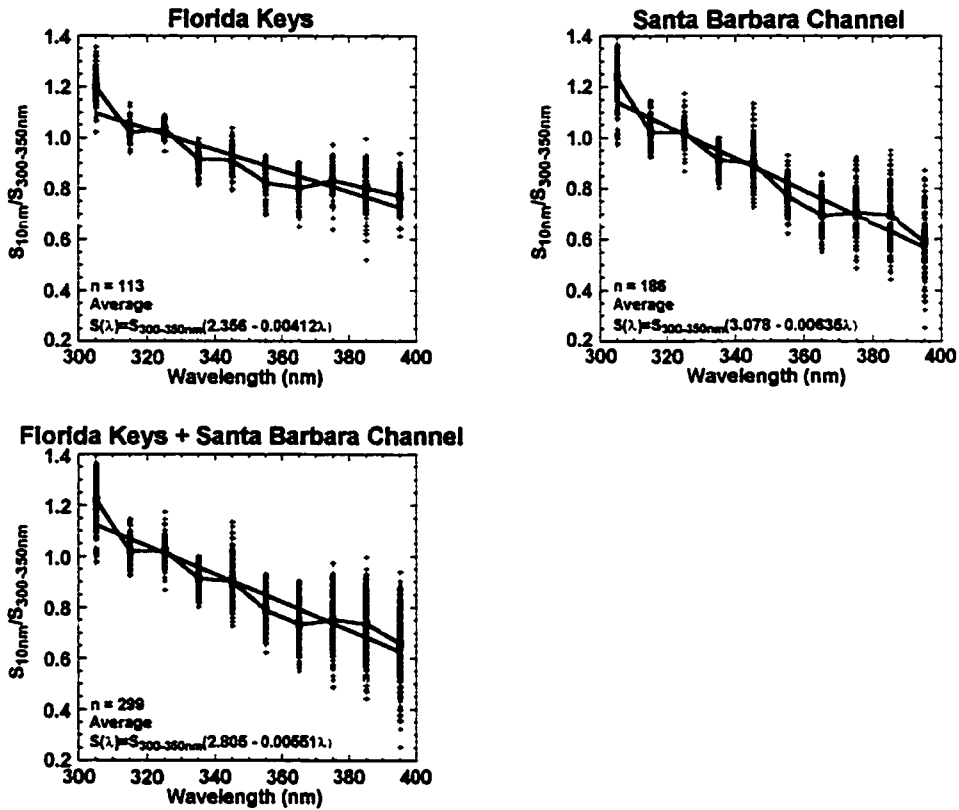 Florida Keys
S10nm/S300-350nm
1.4
1.2
1.0
0.8
0.6
0.4
0.2
n = 113
Average
S(λ)=S300-350nm(2.356 - 0.00412λ)
300 320 340 360 380 400
Wavelength (nm)
Santa Barbara Channel
S10nm/S300-350nm
1.4
1.2
1.0
0.8
0.6
0.4
0.2
n = 186
Average
S(λ)=S300-350nm(3.078 - 0.00635λ)
300 320 340 360 380 400
Wavelength (nm)
Florida Keys + Santa Barbara Channel
S10nm/S300-350nm
1.4
1.2
1.0
0.8
0.6
0.4
0.2
n = 299
Average
S(λ)=S300-350nm(2.805 - 0.00551λ)
300 320 340 360 380 400
Wavelength (nm)